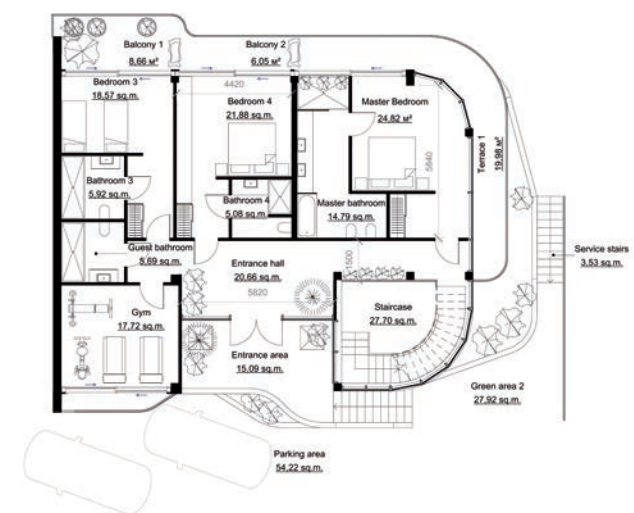 Balcony 1
8,66 м²
Balcony 2
6,05 м²
Bedroom 3
18,57 sq.m.
4420
Bedroom 4
21,88 sq.m.
Master Bedroom
24,82 м²
5840
Terrace 1
19,98 м²
Bathroom 3
5,92 sq.m.
Bathroom 4
5,08 sq.m.
Master bathroom
14,79 sq.m.
Guest bathroom
5,69 sq.m.
Service stairs
3,53 sq.m.
Entrance hall
20,66 sq.m.
5820
1500
Gym
17,72 sq.m.
Staircase
27,70 sq.m.
Entrance area
15,09 sq.m.
Green area 2
27,92 sq.m.
Parking area
54,22 sq.m.